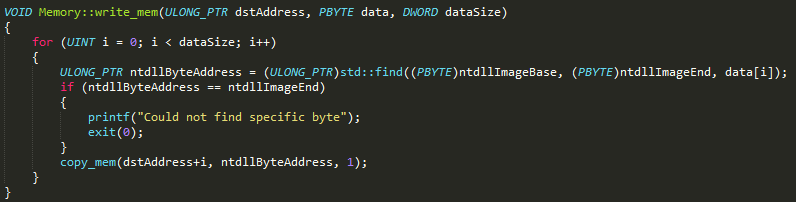 VOID Memory::write_mem(ULONG_PTR dstAddress, PBYTE data, DWORD dataSize)
{
    for (UINT i = 0; i < dataSize; i++)
    {
        ULONG_PTR ntdllByteAddress = (ULONG_PTR)std::find((PBYTE)ntdllImageBase, (PBYTE)ntdllImageEnd, data[i]);
        if (ntdllByteAddress == ntdllImageEnd)
        {
            printf("Could not find specific byte");
            exit(0);
        }
        copy_mem(dstAddress+i, ntdllByteAddress, 1);
    }
}